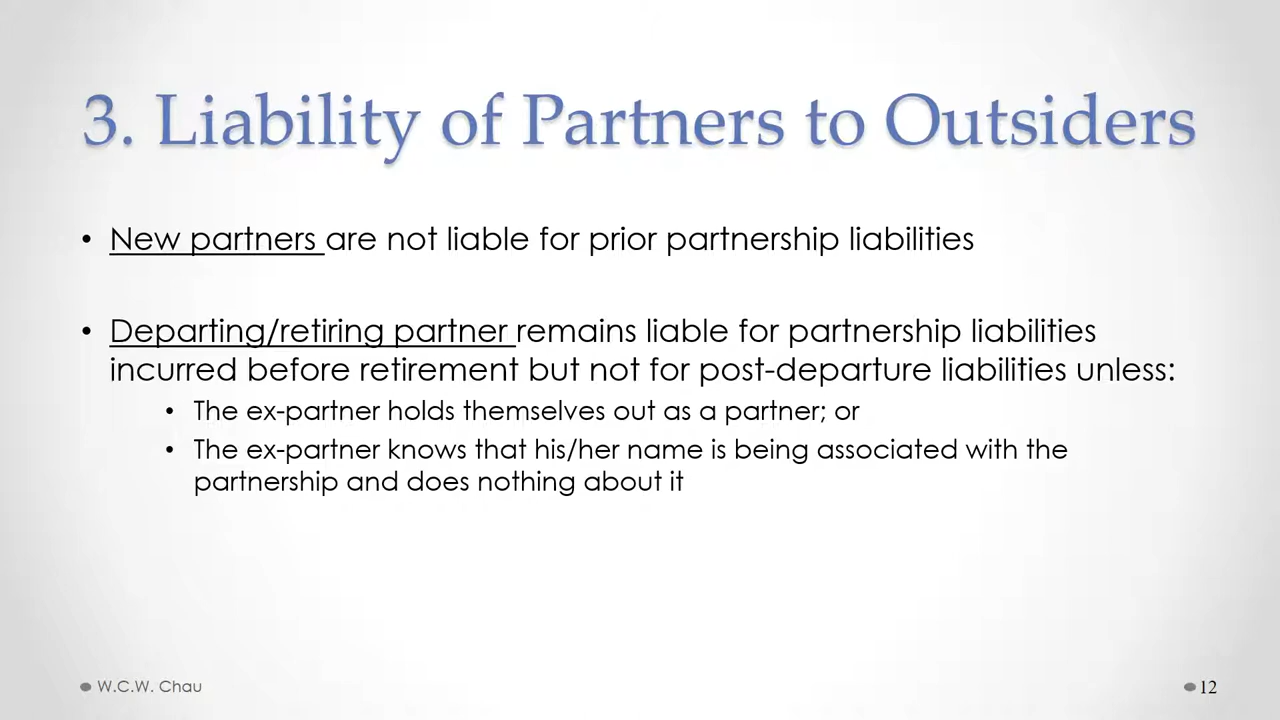 3. Liability of Partners to Outsiders
• New partners are not liable for prior partnership liabilities
• Departing/retiring partner remains liable for partnership liabilities
incurred before retirement but not for post-departure liabilities unless:
• The ex-partner holds themselves out as a partner; or
• The ex-partner knows that his/her name is being associated with the
partnership and does nothing about it
W.C.W. Chau
12